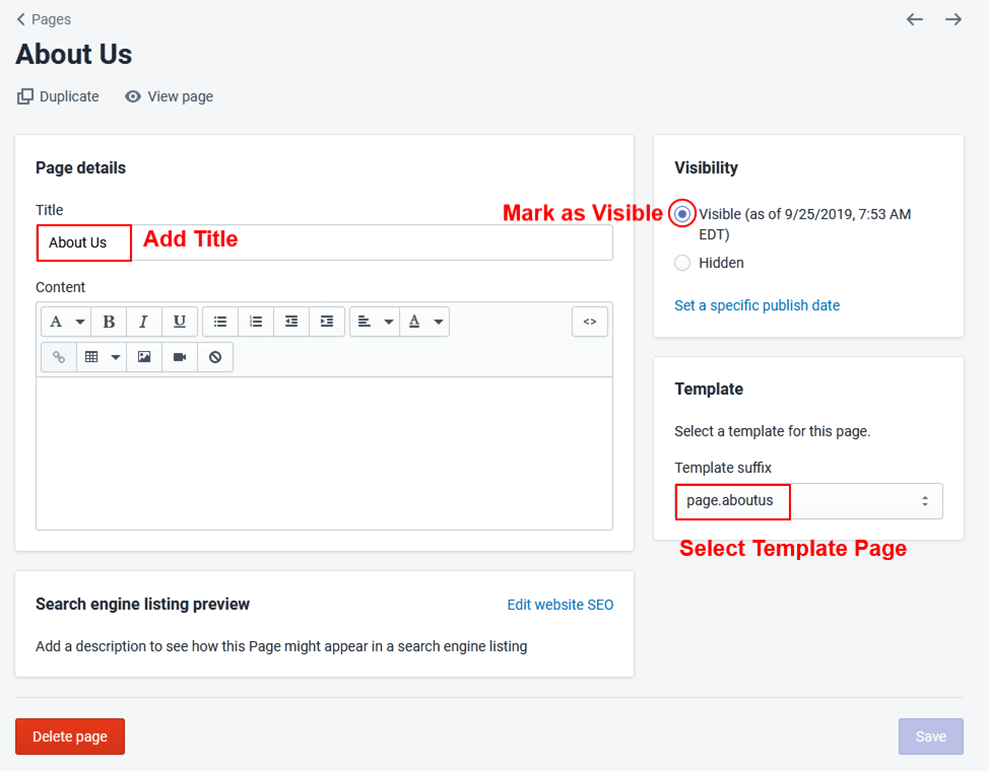 Pages
About Us
Duplicate View page
Page details
Title
About Us Add Title
Content
A B I U A <>
Search engine listing preview Edit website SEO
Add a description to see how this Page might appear in a search engine listing
Visibility
Mark as Visible Visible (as of 9/25/2019, 7:53 AM
EDT)
Hidden
Set a specific publish date
Template
Select a template for this page.
Template suffix
page.aboutus
Select Template Page
Delete page Save